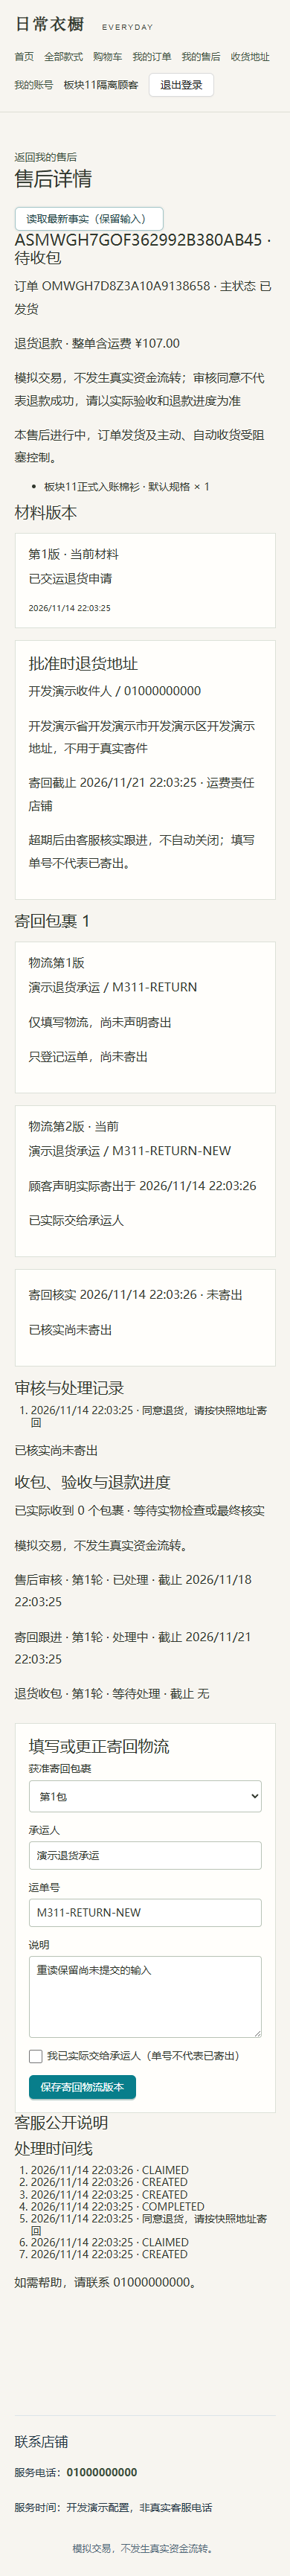 日常衣橱 EVERYDAY
首页 全部款式 购物车 我的订单 我的售后 收货地址
我的账号 板块11隔离顾客 退出登录
返回我的售后
售后详情
读取最新事实（保留输入）
ASMWGH7GOF362992B380AB45 ·
待收包
订单 OMWGH7D8Z3A10A9138658 · 主状态 已
发货
退货退款 · 整单含运费 ¥107.00
模拟交易，不发生真实资金流转；审核同意不代
表退款成功，请以实际验收和退款进度为准
本售后进行中，订单发货及主动、自动收货受阻
塞控制。
• 板块11正式入账棉衫 · 默认规格 × 1
材料版本
第1版 · 当前材料
已交运退货申请
2026/11/14 22:03:25
批准时退货地址
开发演示收件人 / 01000000000
开发演示省开发演示市开发演示区开发演示
地址，不用于真实寄件
寄回截止 2026/11/21 22:03:25 · 运费责任
店铺
超期后由客服核实跟进，不自动关闭；填写
单号不代表已寄出。
寄回包裹 1
物流第1版
演示退货承运 / M311-RETURN
仅填写物流，尚未声明寄出
只登记运单，尚未寄出
物流第2版 · 当前
演示退货承运 / M311-RETURN-NEW
顾客声明实际寄出于 2026/11/14 22:03:26
已实际交给承运人
寄回核实 2026/11/14 22:03:26 · 未寄出
已核实尚未寄出
审核与处理记录
1. 2026/11/14 22:03:25 · 同意退货，请按快照地址寄
回
已核实尚未寄出
收包、验收与退款进度
已实际收到 0 个包裹 · 等待实物检查或最终核实
模拟交易，不发生真实资金流转。
售后审核 · 第1轮 · 已处理 · 截止 2026/11/18
22:03:25
寄回跟进 · 第1轮 · 处理中 · 截止 2026/11/21
22:03:25
退货收包 · 第1轮 · 等待处理 · 截止 无
填写或更正寄回物流
获准寄回包裹
第1包
承运人
演示退货承运
运单号
M311-RETURN-NEW
说明
重读保留尚未提交的输入
我已实际交给承运人（单号不代表已寄出）
保存寄回物流版本
客服公开说明
处理时间线
1. 2026/11/14 22:03:26 · CLAIMED
2. 2026/11/14 22:03:26 · CREATED
3. 2026/11/14 22:03:25 · CREATED
4. 2026/11/14 22:03:25 · COMPLETED
5. 2026/11/14 22:03:25 · 同意退货，请按快照地址寄
回
6. 2026/11/14 22:03:25 · CLAIMED
7. 2026/11/14 22:03:25 · CREATED
如需帮助，请联系 01000000000。
联系店铺
服务电话：01000000000
服务时间：开发演示配置，非真实客服电话
模拟交易，不发生真实资金流转。